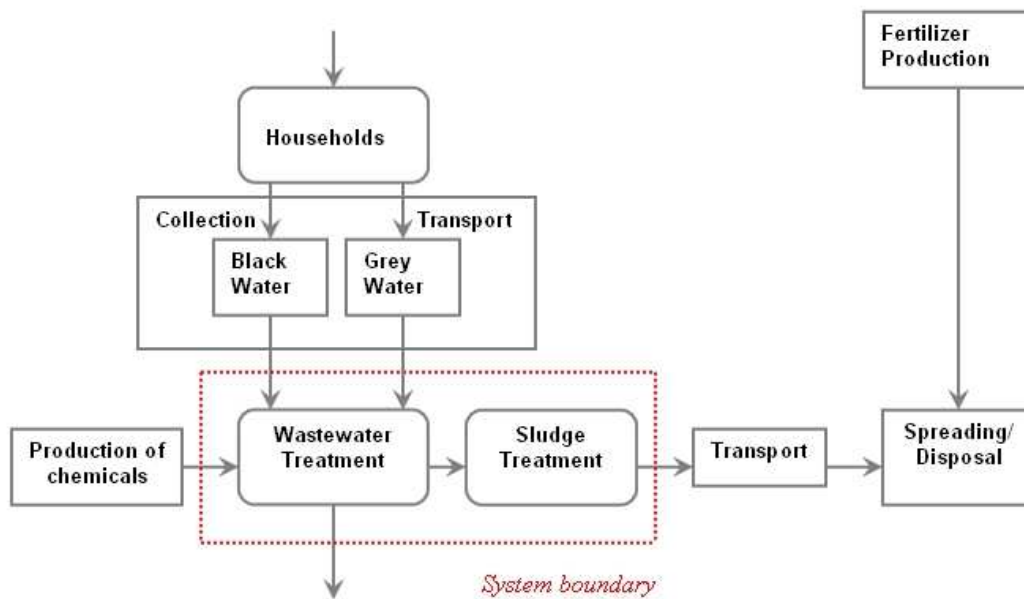 Fertilizer
Production
Households
Collection
Transport
Black
Water
Grey
Water
Production of
chemicals
Wastewater
Treatment
Sludge
Treatment
Transport
Spreading/
Disposal
System boundary